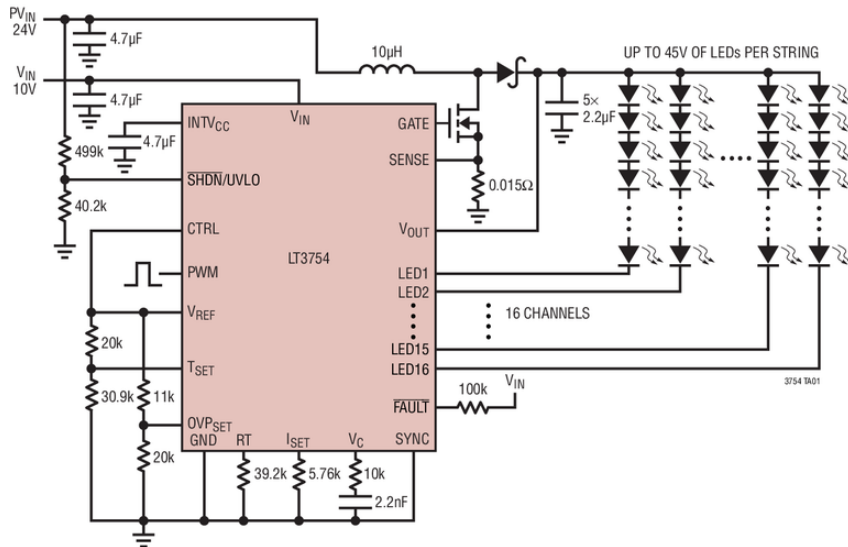 PVIN
24V
4.7µF
VIN
10V
4.7µF
10µH
UP TO 45V OF LEDs PER STRING
5×
2.2µF
INTVCC
VIN
4.7µF
GATE
499k
SENSE
SHDN/UVLO
0.015Ω
40.2k
CTRL
VOUT
LT3754
PWM
LED1
LED2
VREF
16 CHANNELS
20k
LED15
TSET
LED16
3754 TA01
30.9k
11k
100k
VIN
FAULT
OVPSET
GND
RT
ISET
VC
SYNC
20k
39.2k
5.76k
10k
2.2nF